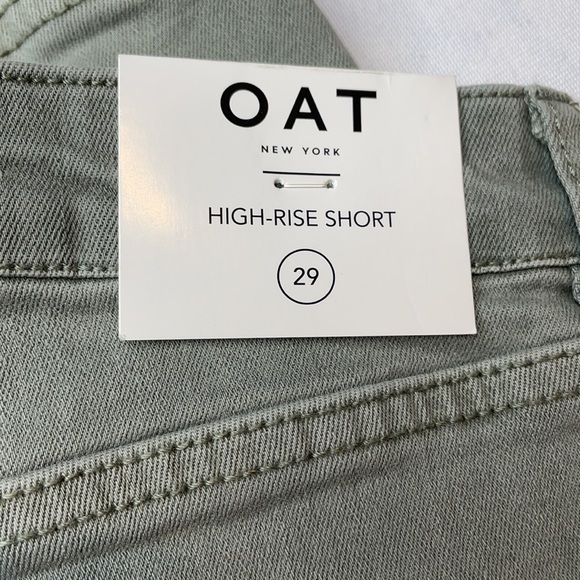 OAT
NEW YORK
HIGH-RISE SHORT
29